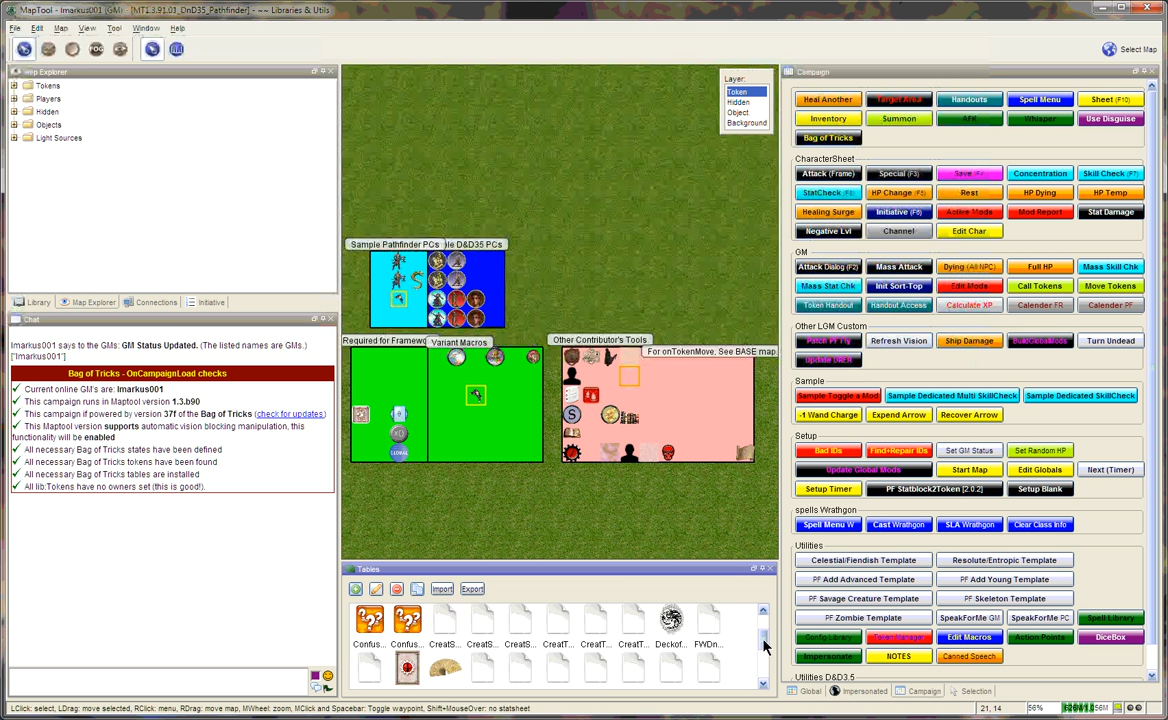 MapTool - lmarkus001 (GM) - [MT1.3.91.01_DnD35_Pathfinder] - ~~ Libraries & Utils
File Edit Map View Tool Window Help
Select Map
Map Explorer
Tokens
Players
Hidden
Objects
Light Sources
Library Map Explorer Connections Initiative
Chat
lmarkus001 says to the GMs: GM Status Updated. (The listed names are GMs.)
["lmarkus001"]
Bag of Tricks - OnCampaignLoad checks
Current online GM's are: lmarkus001
This campaign runs in Maptool version 1.3.b90
This campaign if powered by version 37f of the Bag of Tricks (check for updates)
This Maptool version supports automatic vision blocking manipulation, this
functionality will be enabled
All necessary Bag of Tricks states have been defined
All necessary Bag of Tricks tokens have been found
All necessary Bag of Tricks tables are installed
All lib:Tokens have no owners set (this is good!).
Layer:
Token
Hidden
Object
Background
Sample Pathfinder PCs le D&D35 PCs
Required for Framewo Variant Macros Other Contributor's Tools
For onTokenMove, See BASE map
GLOBAL
Tables
Import Export
Confus... Confus... CreatS... CreatS... CreatS... CreatT... CreatT... CreatT... Deckof... FWDn...
Campaign
Heal Another Target Area Handouts Spell Menu Sheet (F10)
Inventory Summon AFK Whisper Use Disguise
Bag of Tricks
CharacterSheet
Attack (Frame) Special (F3) Save (F4) Concentration Skill Check (F7)
StatCheck (F8) HP Change (F5) Rest HP Dying HP Temp
Healing Surge Initiative (F6) Active Mods Mod Report Stat Damage
Negative Lvl Channel Edit Char
GM
Attack Dialog (F2) Mass Attack Dying (All NPC) Full HP Mass Skill Chk
Mass Stat Chk Init Sort-Top Edit Mods Call Tokens Move Tokens
Token Handout Handout Access Calculate XP Calender FR Calender PF
Other LGM Custom
Patch PF Fly Refresh Vision Ship Damage BuildGlobalMods Turn Undead
Update DRER
Sample
Sample Toggle a Mod Sample Dedicated Multi SkillCheck Sample Dedicated SkillCheck
-1 Wand Charge Expend Arrow Recover Arrow
Setup
Bad IDs Find+Repair IDs Set GM Status Set Random HP
Update Global Mods Start Map Edit Globals Next (Timer)
Setup Timer PF Statblock2Token [2.0.2] Setup Blank
spells Wrathgon
Spell Menu W Cast Wrathgon SLA Wrathgon Clear Class Info
Utilities
Celestial/Fiendish Template Resolute/Entropic Template
PF Add Advanced Template PF Add Young Template
PF Savage Creature Template PF Skeleton Template
PF Zombie Template SpeakForMe GM SpeakForMe PC Spell Library
Config Library TokenManager Edit Macros Action Points DiceBox
Impersonate NOTES Canned Speech
Utilities D&D3.5
Global Impersonated Campaign Selection
LClick: select, LDrag: move selected, RClick: menu, RDrag: move map, MWheel: zoom, MClick and Spacebar: Toggle waypoint, Shift+MouseOver: no statsheet
21, 14 56%